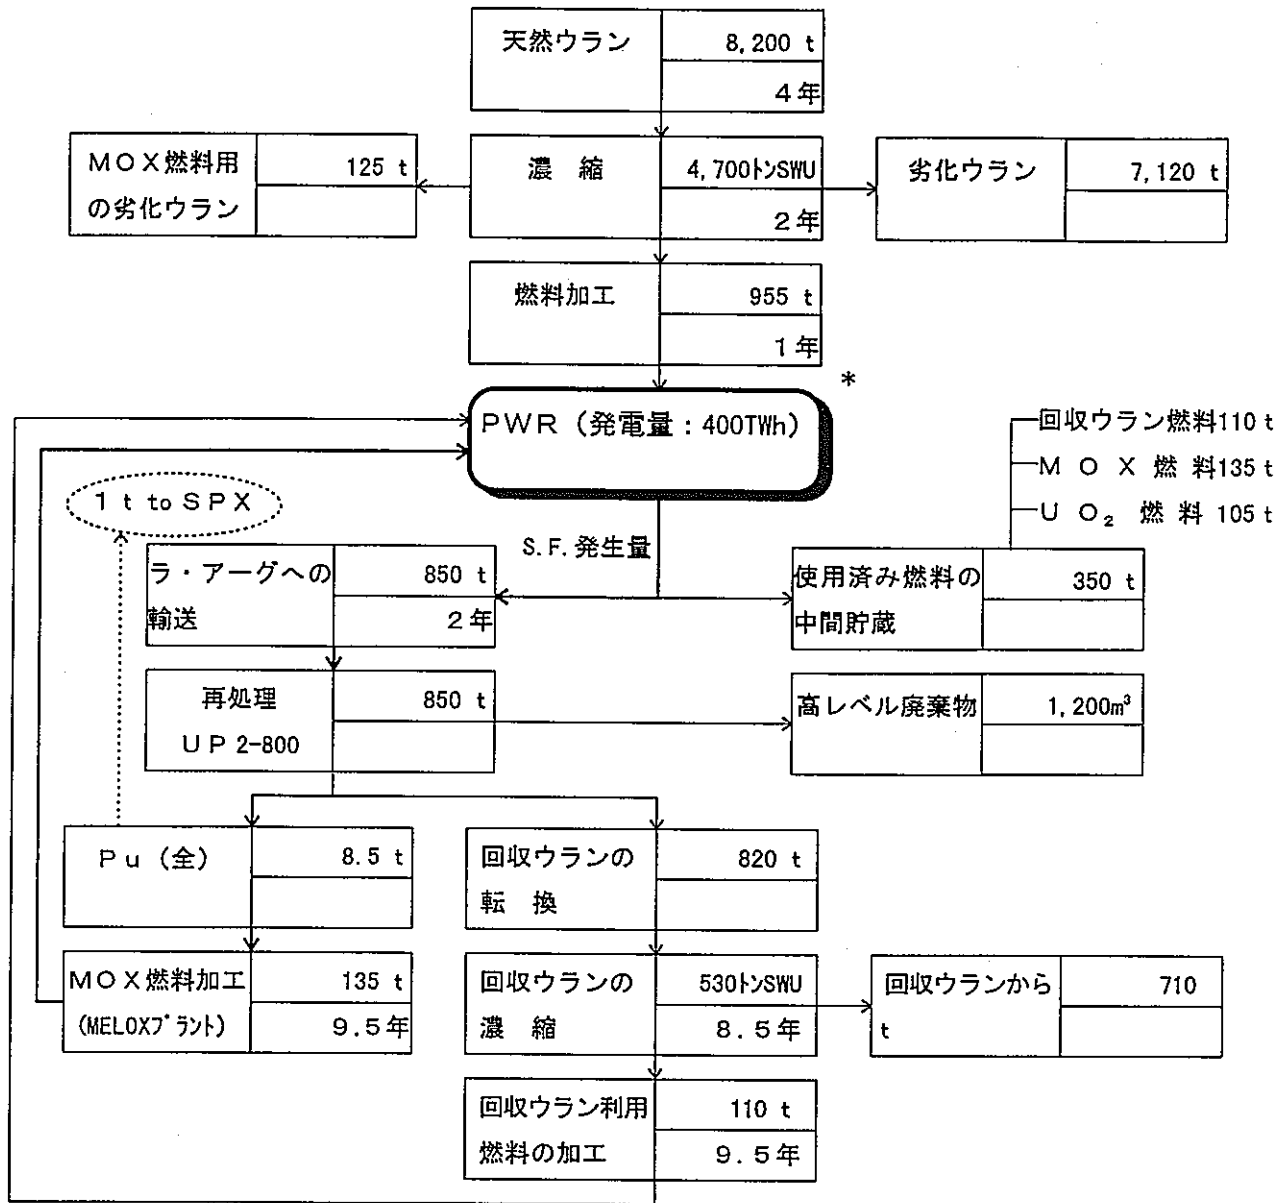 天然ウラン 8,200 t
4年
MOX燃料用
の劣化ウラン
125 t
濃 縮 4,700トンSWU
2年
劣化ウラン 7,120 t
燃料加工 955 t
1年
*
PWR（発電量：400TWh）
回収ウラン燃料110 t
MOX 燃 料135 t
UO₂ 燃 料 105 t
1 t to SPX
S.F.発生量
ラ・アーグへの
輸送
850 t
2年
使用済み燃料の
中間貯蔵
350 t
再処理
UP2-800
850 t
高レベル廃棄物 1,200m³
Pu（全） 8.5 t
回収ウランの
転 換
820 t
MOX燃料加工
(MELOXプラント)
135 t
9.5年
回収ウランの
濃 縮
530トンSWU
8.5年
回収ウランから 710
t
回収ウラン利用
燃料の加工
110 t
9.5年